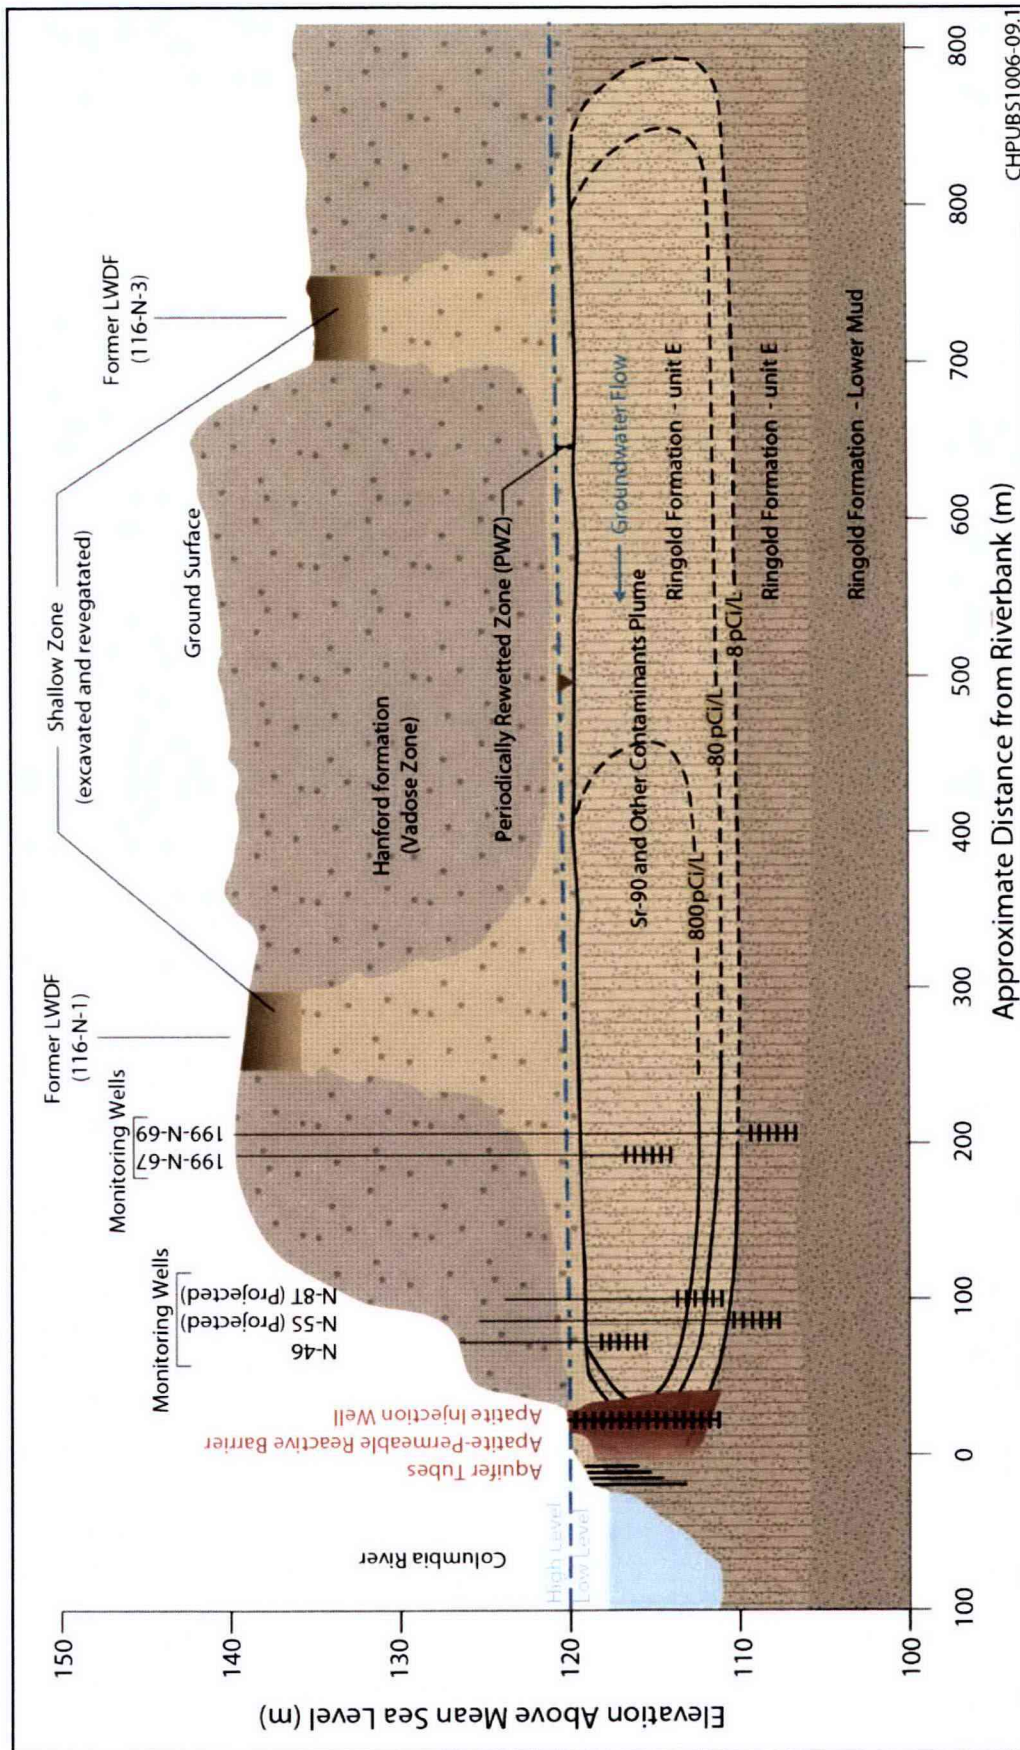 Shallow Zone
(excavated and revegetated)
Former LWDF
(116-N-1)
Former LWDF
(116-N-3)
Monitoring Wells
199-N-67
199-N-69
Monitoring Wells
N-46
N-5S (Projected)
N-8T (Projected)
Ground Surface
Columbia River
Aquifer Tubes
Apatite-Permeable Reactive Barrier
Apatite Injection Well
Hanford formation
(Vadose Zone)
Periodically Rewetted Zone (PWZ)
High Level
Low Level
Groundwater Flow
Sr-90 and Other Contaminants Plume
Ringold Formation - unit E
800pCi/L
80 pCi/L
8 pCi/L
Ringold Formation - unit E
Ringold Formation - Lower Mud
Elevation Above Mean Sea Level (m)
150
140
130
120
110
100
100
0
100
200
300
400
500
600
700
800
800
Approximate Distance from Riverbank (m)
CHPUBS1006-09.1